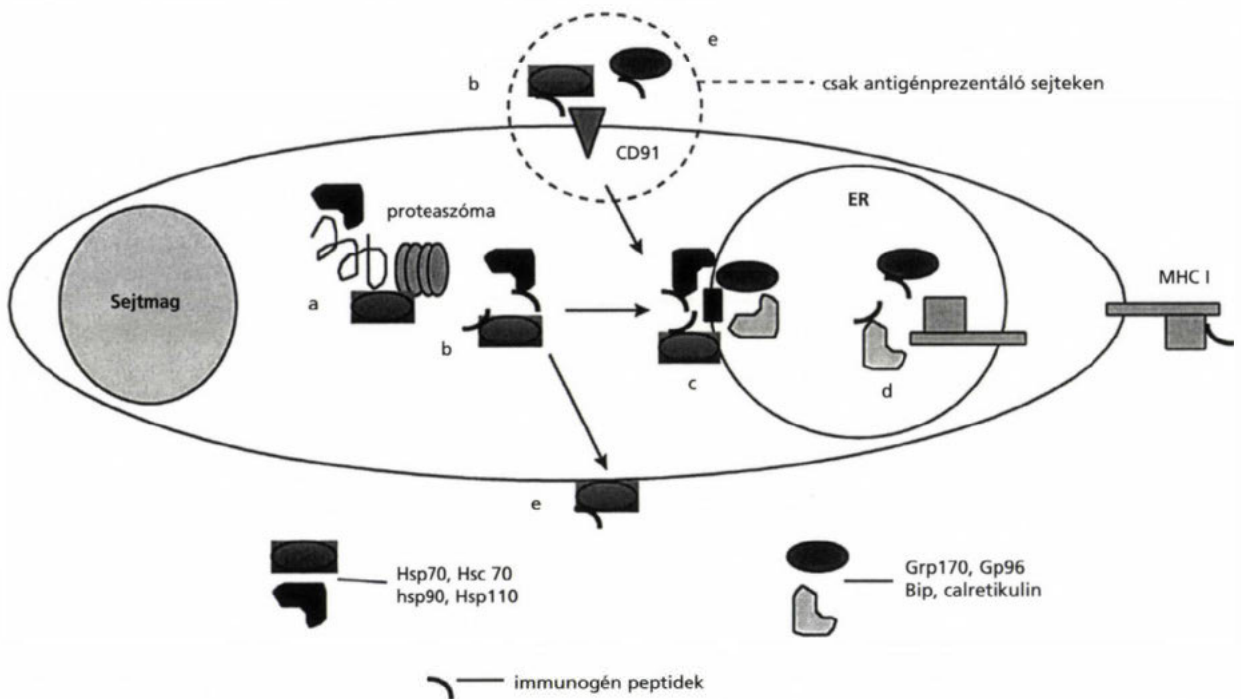 e
b
csak antigénprezentáló sejteken
CD91
ER
proteaszóma
MHC I
Sejtmag
a
b
c
d
e
Hsp70, Hsc 70
hsp90, Hsp110
Grp170, Gp96
Bip, calretikulin
immunogén peptidek